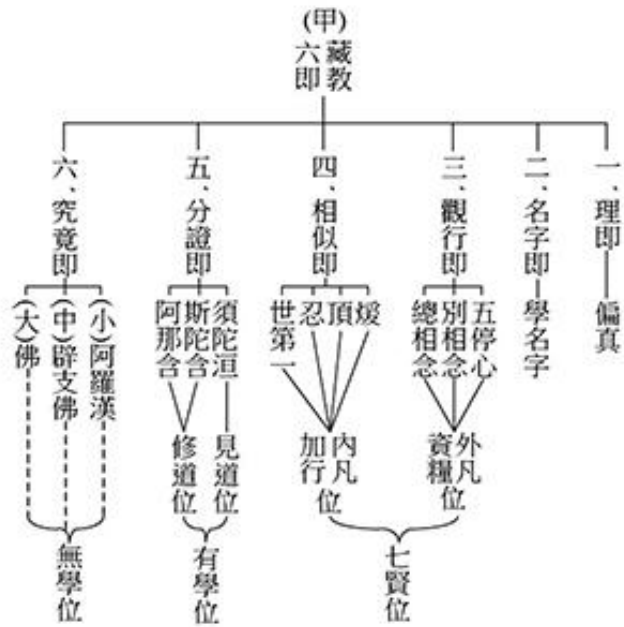 (甲)
藏教
六即
一、理即
偏真
二、名字即
學名字
三、觀行即
五停心
別相念
總相念
外凡
資糧
位
四、相似即
煖
頂
忍
世第一
內凡
加行
位
七賢位
五、分證即
須陀洹
斯陀含
阿那含
見道位
修道位
有學位
六、究竟即
(小)阿羅漢
(中)辟支佛
(大)佛
無學位